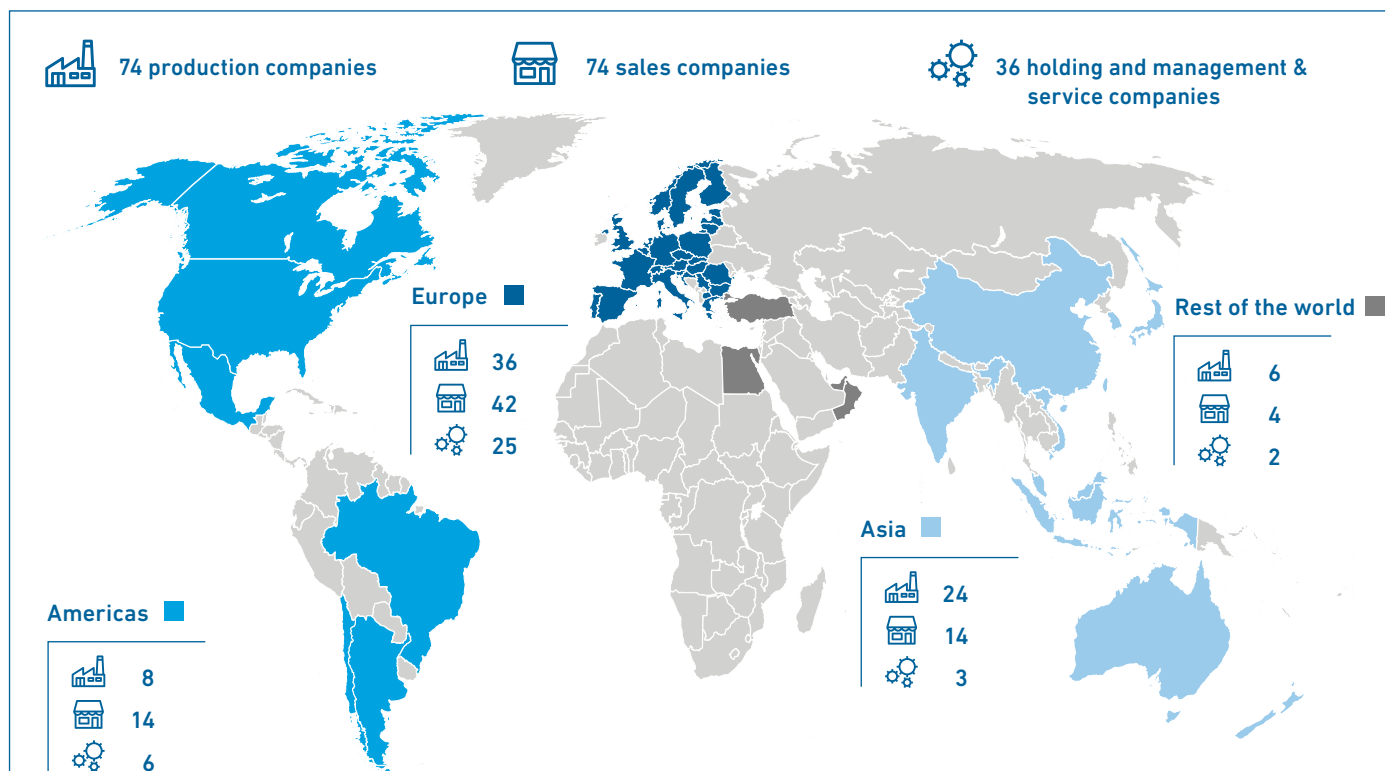 74 production companies
74 sales companies
36 holding and management &
service companies
Europe
36
42
25
Rest of the world
6
4
2
Asia
24
14
3
Americas
8
14
6